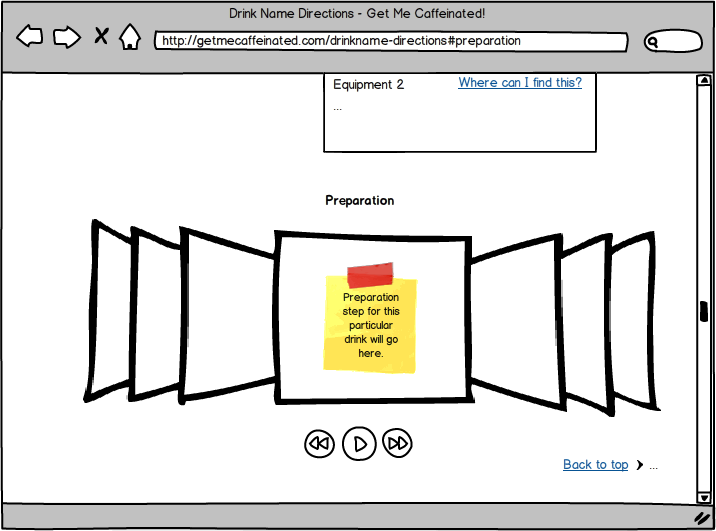 Drink Name Directions - Get Me Caffeinated!
http://getmecaffeinated.com/drinkname-directions#preparation
Equipment 2 Where can I find this?
...
Preparation
Preparation
step for this
particular
drink will go
here.
Back to top ...